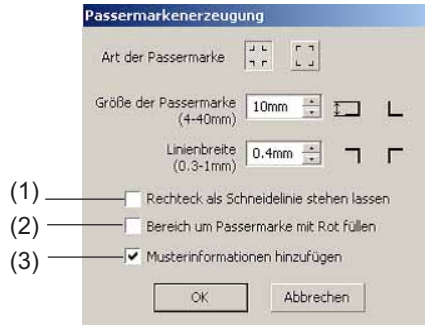 Passermarkenerzeugung
Art der Passermarke
Größe der Passermarke
(4-40mm)
10mm
Linienbreite
(0.3-1mm)
0.4mm
(1)
Rechteck als Schneidelinie stehen lassen
(2)
Bereich um Passermarke mit Rot füllen
(3)
Musterinformationen hinzufügen
OK
Abbrechen